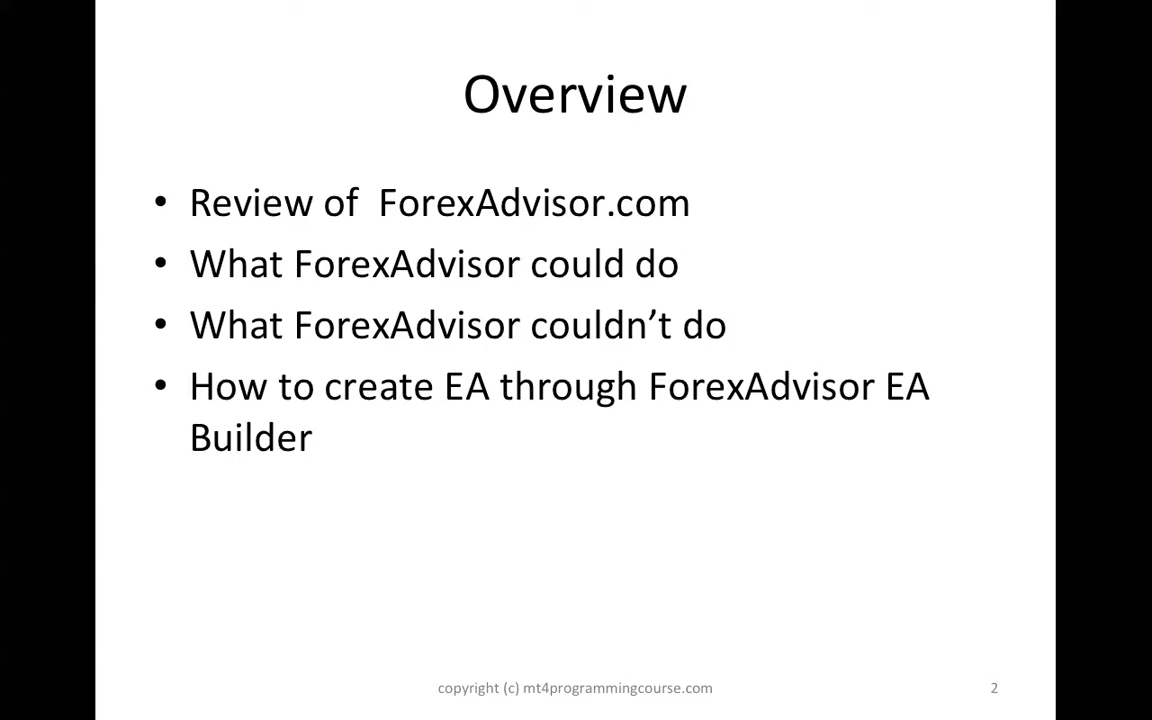 Overview
• Review of  ForexAdvisor.com
• What ForexAdvisor could do
• What ForexAdvisor couldn’t do
• How to create EA through ForexAdvisor EA
Builder
copyright (c) mt4programmingcourse.com
2